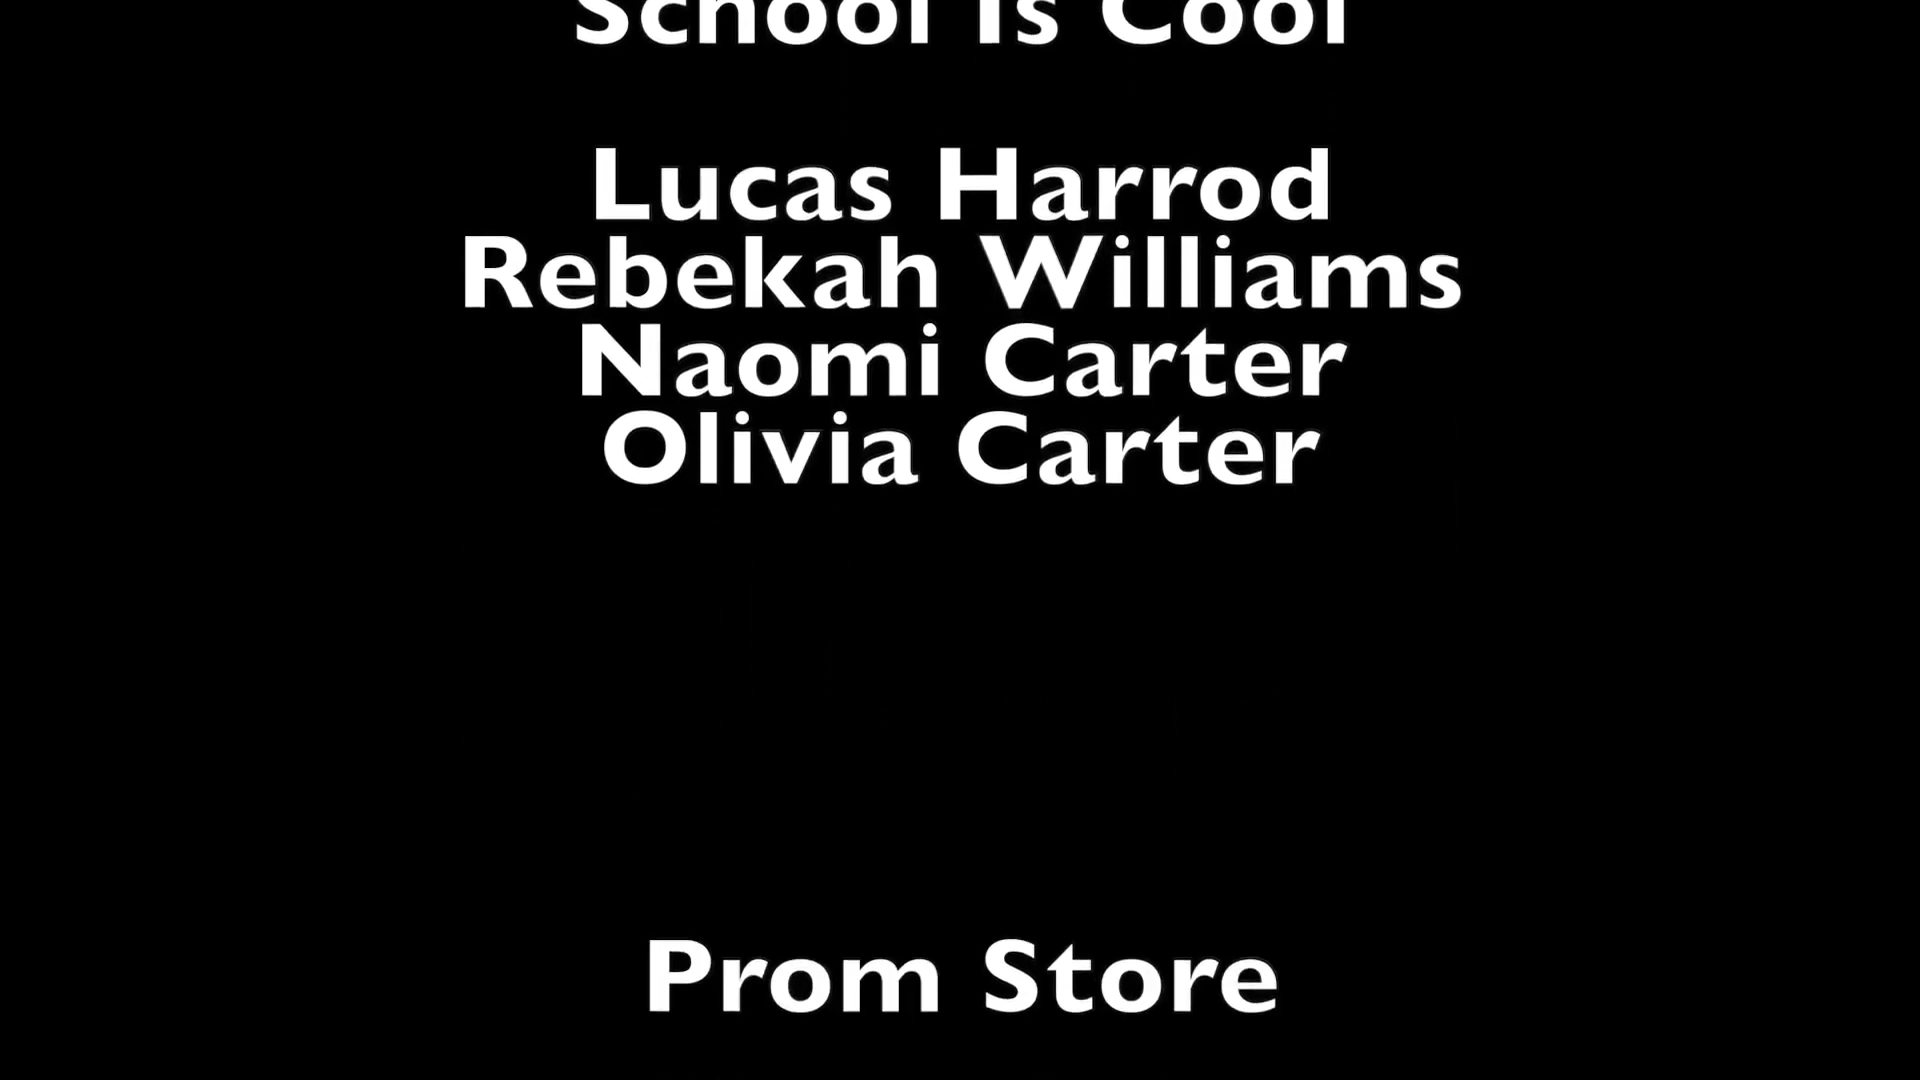 School Is Cool
Lucas Harrod
Rebekah Williams
Naomi Carter
Olivia Carter
Prom Store